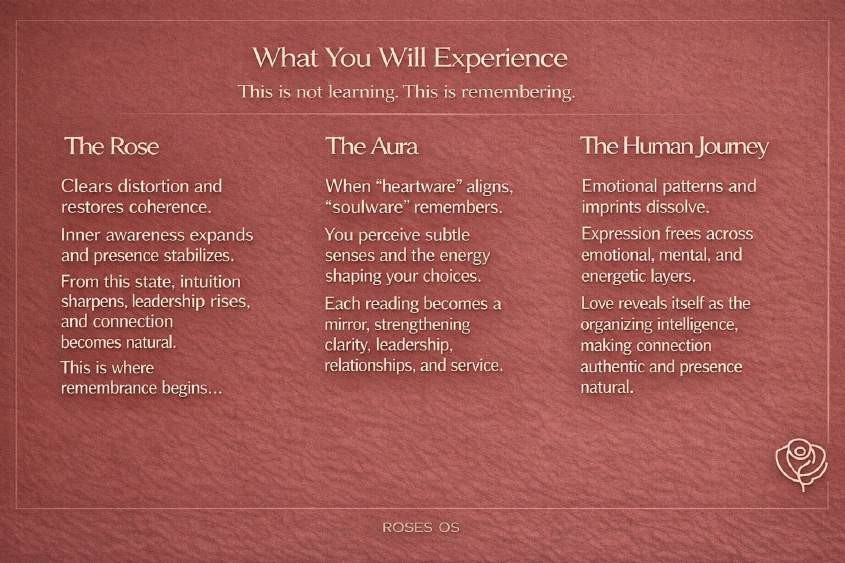 What You Will Experience
This is not learning. This is remembering.
The Rose
Clears distortion and
restores coherence.
Inner awareness expands
and presence stabilizes.
From this state, intuition
sharpens, leadership rises,
and connection
becomes natural.
This is where
remembrance begins...
The Aura
When “heartware” aligns,
“soulware” remembers.
You perceive subtle
senses and the energy
shaping your choices.
Each reading becomes a
mirror, strengthening
clarity, leadership,
relationships, and service.
The Human Journey
Emotional patterns and
imprints dissolve.
Expression frees across
emotional, mental, and
energetic layers.
Love reveals itself as the
organizing intelligence,
making connection
authentic and presence
natural.
ROSES OS